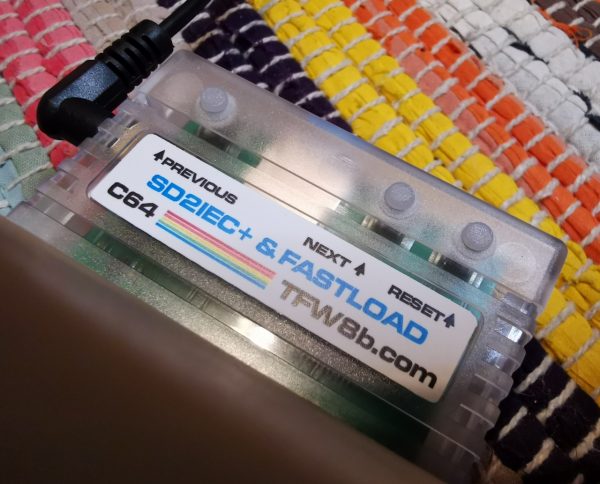 ↑PREVIOUS
SD2IEC+ & FASTLOAD
C64
NEXT ↑
RESET↑
TFW8b.com